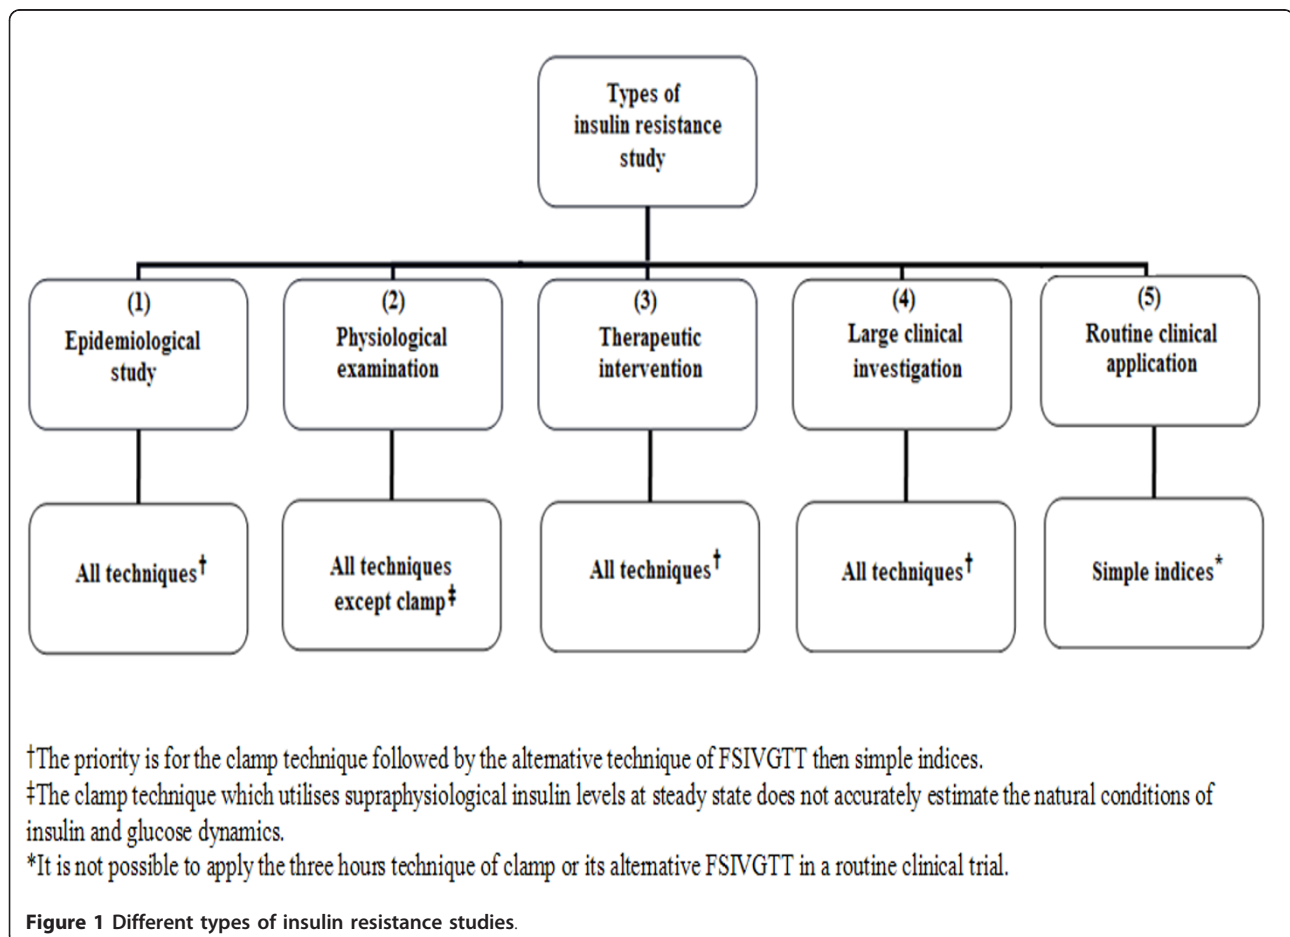 Types of
insulin resistance
study
(1)
Epidemiological
study
(2)
Physiological
examination
(3)
Therapeutic
intervention
(4)
Large clinical
investigation
(5)
Routine clinical
application
All techniques†
All techniques
except clamp‡
All techniques†
All techniques†
Simple indices*
†The priority is for the clamp technique followed by the alternative technique of FSIVGTT then simple indices.
‡The clamp technique which utilises supraphysiological insulin levels at steady state does not accurately estimate the natural conditions of
insulin and glucose dynamics.
*It is not possible to apply the three hours technique of clamp or its alternative FSIVGTT in a routine clinical trial.
Figure 1 Different types of insulin resistance studies.